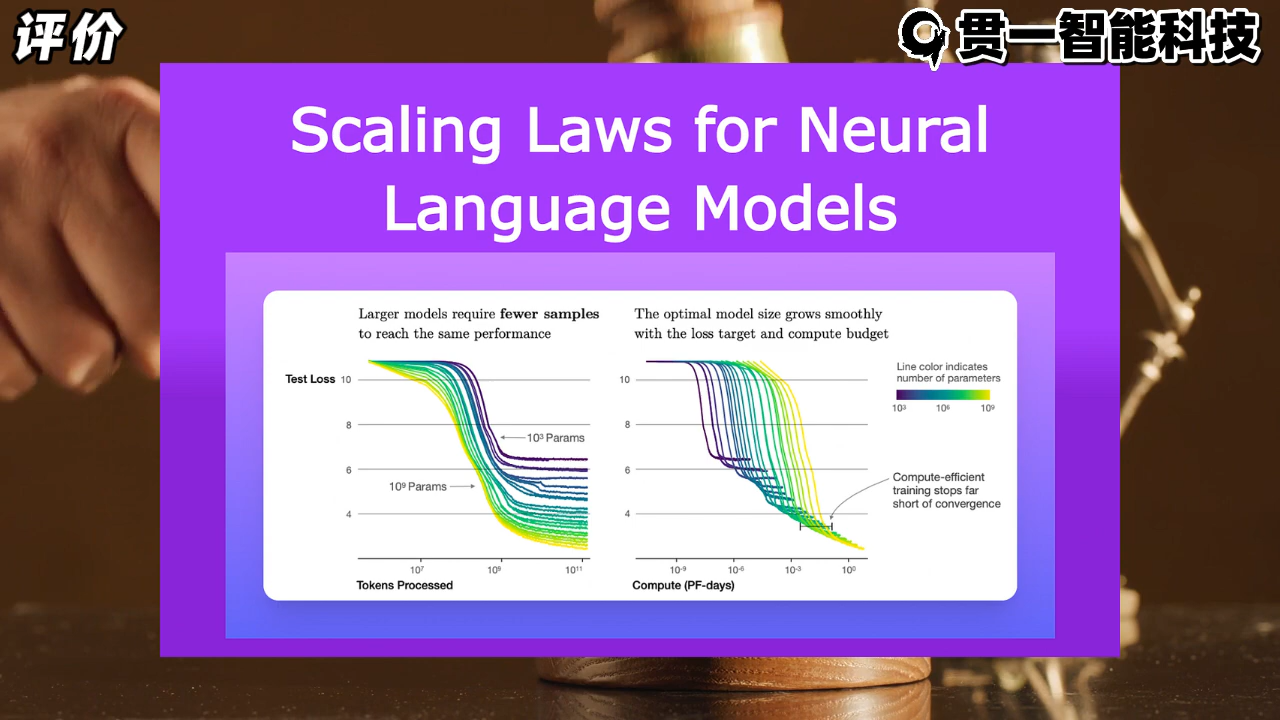 评价
贯一智能科技
Scaling Laws for Neural
Language Models
Larger models require fewer samples
to reach the same performance
The optimal model size grows smoothly
with the loss target and compute budget
Test Loss
10
8
6
4
10³ Params
10⁹ Params
10⁷
10⁹
10¹¹
Tokens Processed
10
8
6
4
10⁻⁹
10⁻⁶
10⁻³
10⁰
Compute (PF-days)
Line color indicates
number of parameters
10³
10⁶
10⁹
Compute-efficient
training stops far
short of convergence